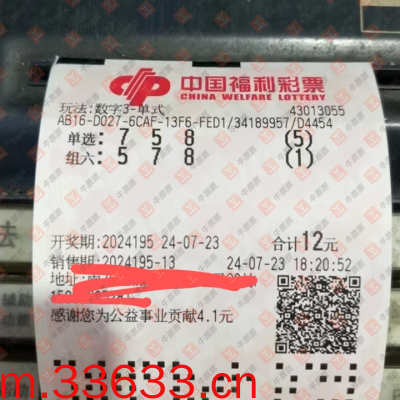 中国福利彩票
CHINA WELFARE LOTTERY
玩法:数字3-单式
43013055
AB16-D027-6CAF-13F6-FED1/34189957/D4454
单选: 7 5 8 (5)
组六: 5 7 8 (1)
开奖期:2024195 24-07-23 合计12元
销售期:2024195-13 24-07-23 18:20:52
地址:
感谢您为公益事业贡献4.1元
m.33633.cn